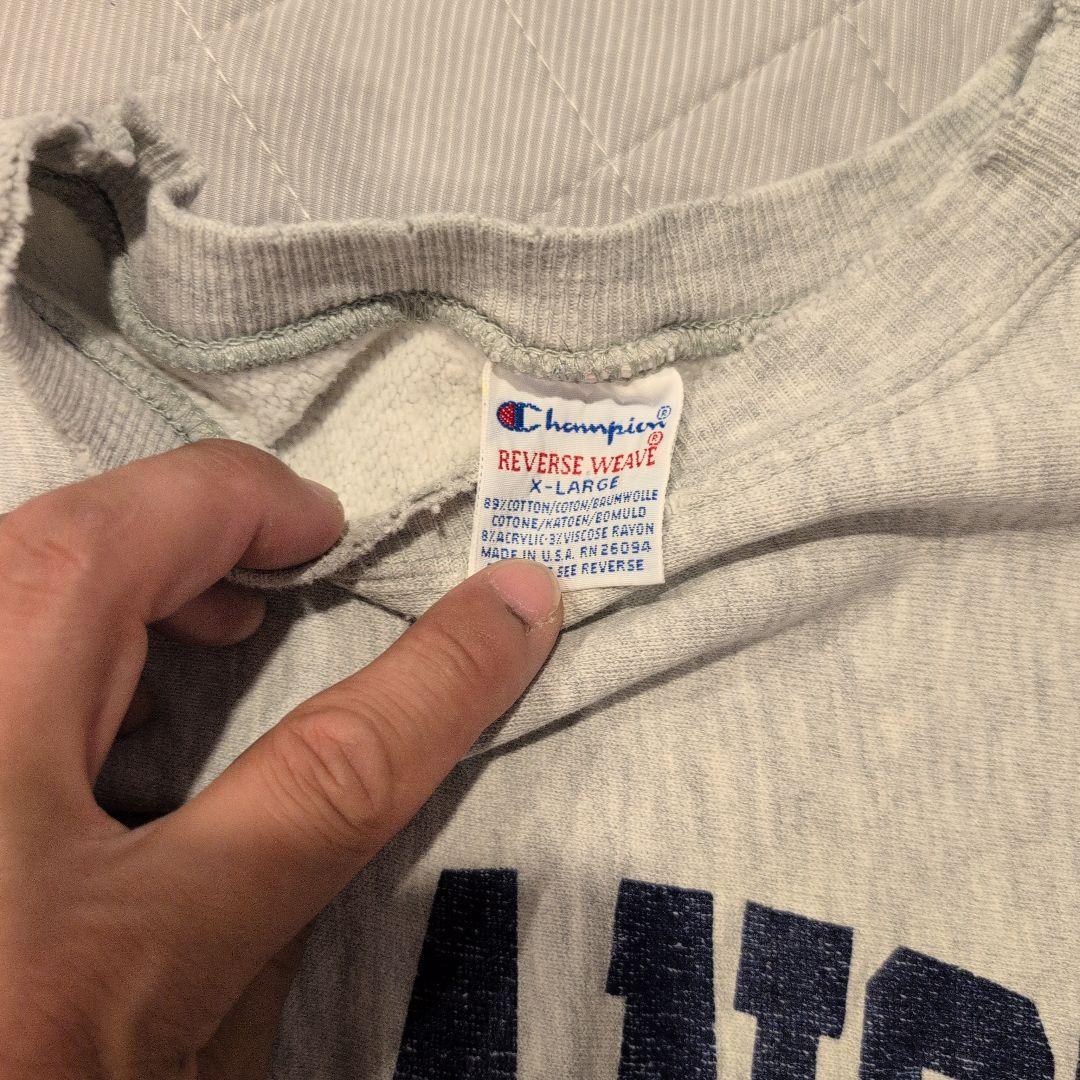 Champion®
REVERSE WEAVE®
X-LARGE
89% COTTON/COTON/BAUMWOLLE
COTONE/KATOEN/BOMULD
8% ACRYLIC-3% VISCOSE RAYON
MADE IN U.S.A. RN 26094
SEE REVERSE